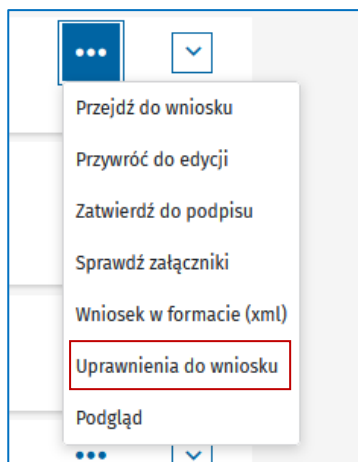 Przejdź do wniosku
Przywróć do edycji
Zatwierdź do podpisu
Sprawdź załączniki
Wniosek w formacie (xml)
Uprawnienia do wniosku
Podgląd